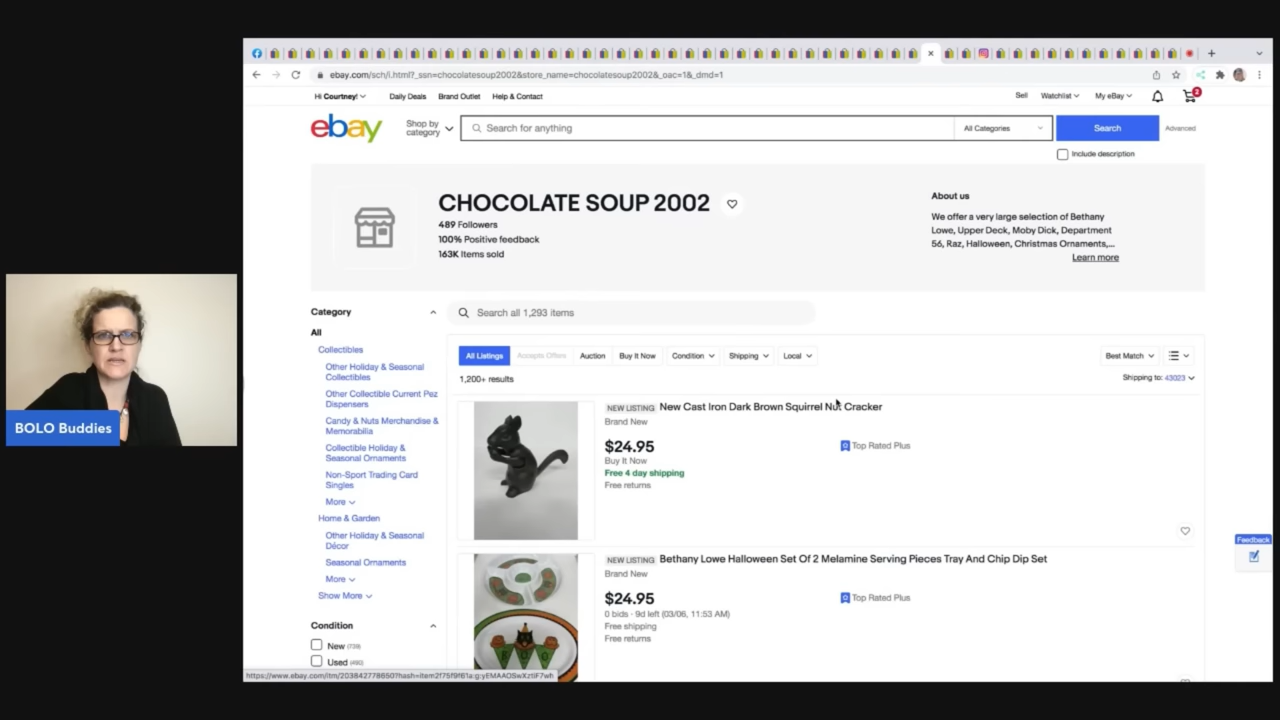 ebay.com/sch/i.html?_ssn=chocolatesoup2002&store_name=chocolatesoup2002&_oac=1&_dmd=1
Hi Courtney! Daily Deals Brand Outlet Help & Contact Sell Watchlist My eBay 2
ebay Shop by category Search for anything All Categories Search Advanced
Include description
CHOCOLATE SOUP 2002
489 Followers
100% Positive feedback
163K Items sold
About us
We offer a very large selection of Bethany
Lowe, Upper Deck, Moby Dick, Department
56, Raz, Halloween, Christmas Ornaments,...
Learn more
Category
All
Collectibles
Other Holiday & Seasonal
Collectibles
Other Collectible Current Pez
Dispensers
Candy & Nuts Merchandise &
Memorabilia
Collectible Holiday &
Seasonal Ornaments
Non-Sport Trading Card
Singles
More
Home & Garden
Other Holiday & Seasonal
Décor
Seasonal Ornaments
More
Show More
Condition
New (739)
Used (490)
Search all 1,293 items
All Listings Accepts Offers Auction Buy It Now Condition Shipping Local Best Match
1,200+ results Shipping to: 43023
NEW LISTING New Cast Iron Dark Brown Squirrel Nut Cracker
Brand New
$24.95 Top Rated Plus
Buy It Now
Free 4 day shipping
Free returns
NEW LISTING Bethany Lowe Halloween Set Of 2 Melamine Serving Pieces Tray And Chip Dip Set
Brand New
$24.95 Top Rated Plus
0 bids · 9d left (03/06, 11:53 AM)
Free shipping
Free returns
Feedback
BOLO Buddies